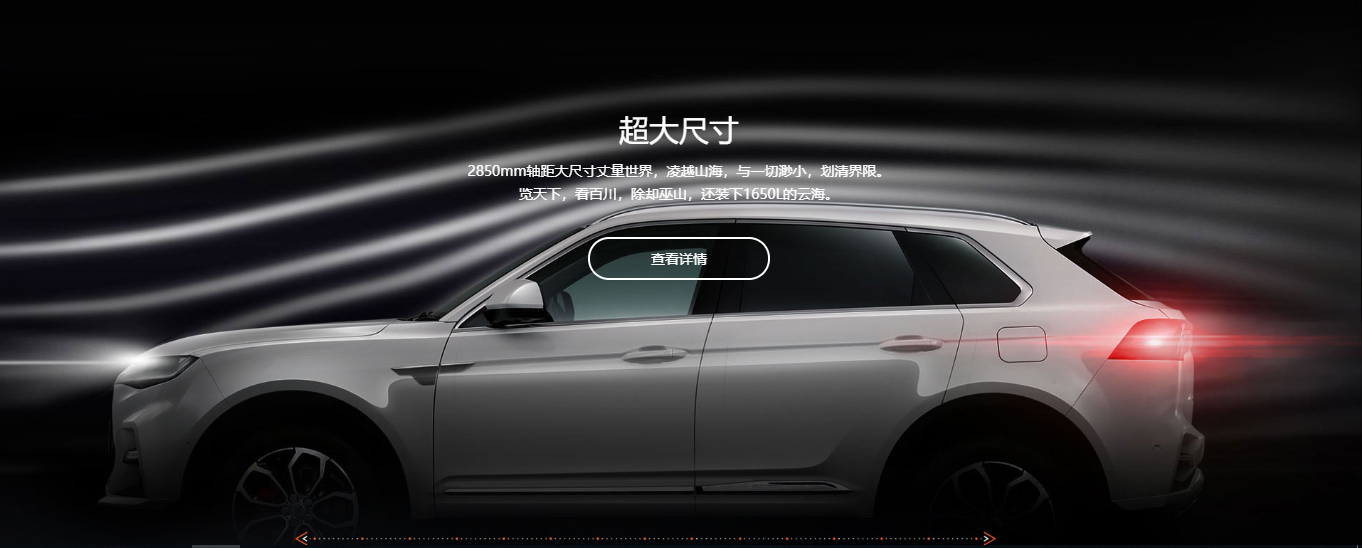 超大尺寸
2850mm轴距大尺寸丈量世界，凌越山海，与一切渺小，划清界限。
览天下，看百川，除却巫山，还装下1650L的云海。
查看详情